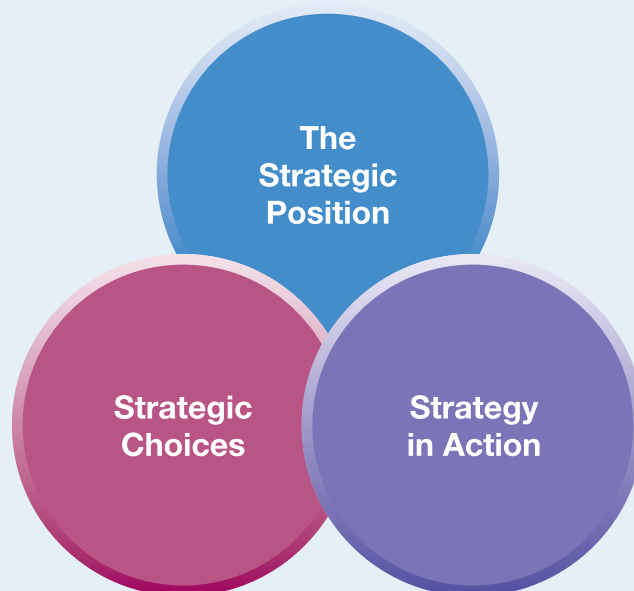 The
Strategic
Position
Strategic
Choices
Strategy
in Action